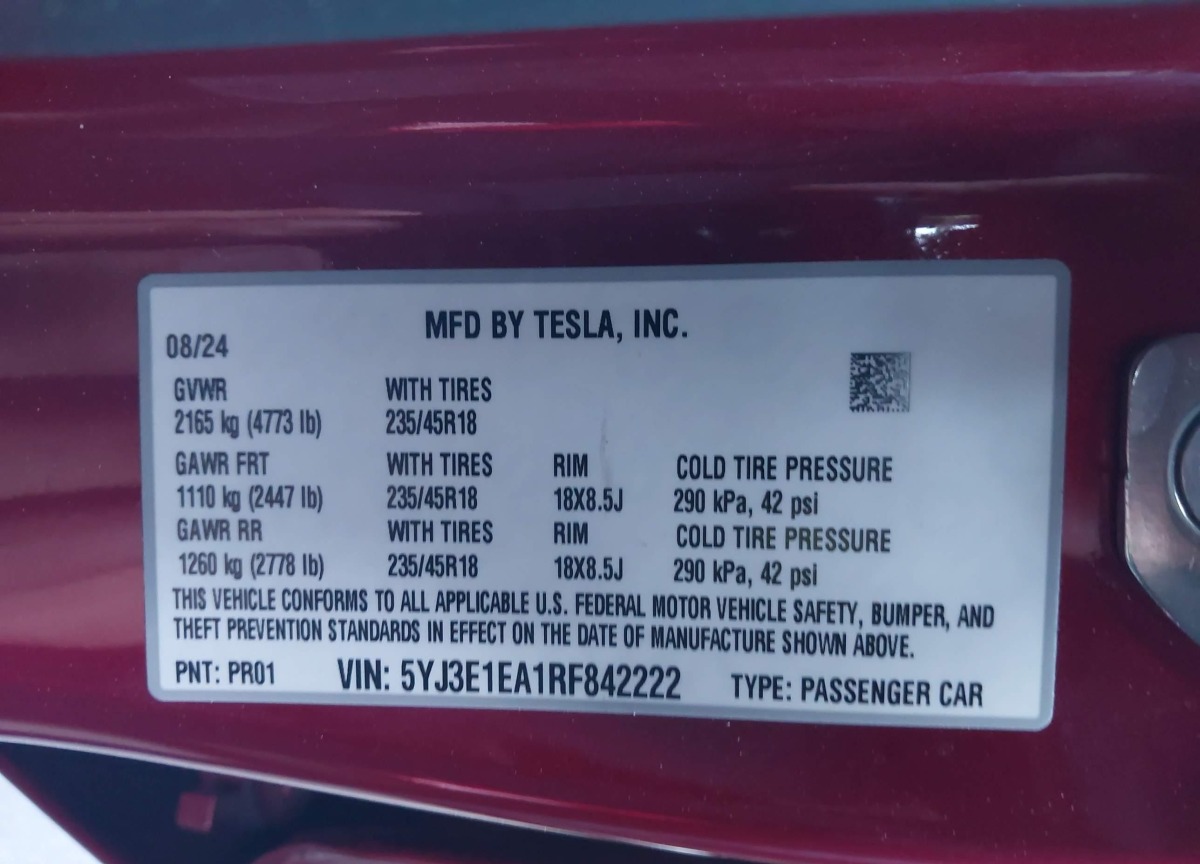 MFD BY TESLA, INC.
08/24
GVWR WITH TIRES
2165 kg (4773 lb) 235/45R18
GAWR FRT WITH TIRES RIM COLD TIRE PRESSURE
1110 kg (2447 lb) 235/45R18 18X8.5J 290 kPa, 42 psi
GAWR RR WITH TIRES RIM COLD TIRE PRESSURE
1260 kg (2778 lb) 235/45R18 18X8.5J 290 kPa, 42 psi
THIS VEHICLE CONFORMS TO ALL APPLICABLE U.S. FEDERAL MOTOR VEHICLE SAFETY, BUMPER, AND
THEFT PREVENTION STANDARDS IN EFFECT ON THE DATE OF MANUFACTURE SHOWN ABOVE.
PNT: PR01 VIN: 5YJ3E1EA1RF842222 TYPE: PASSENGER CAR